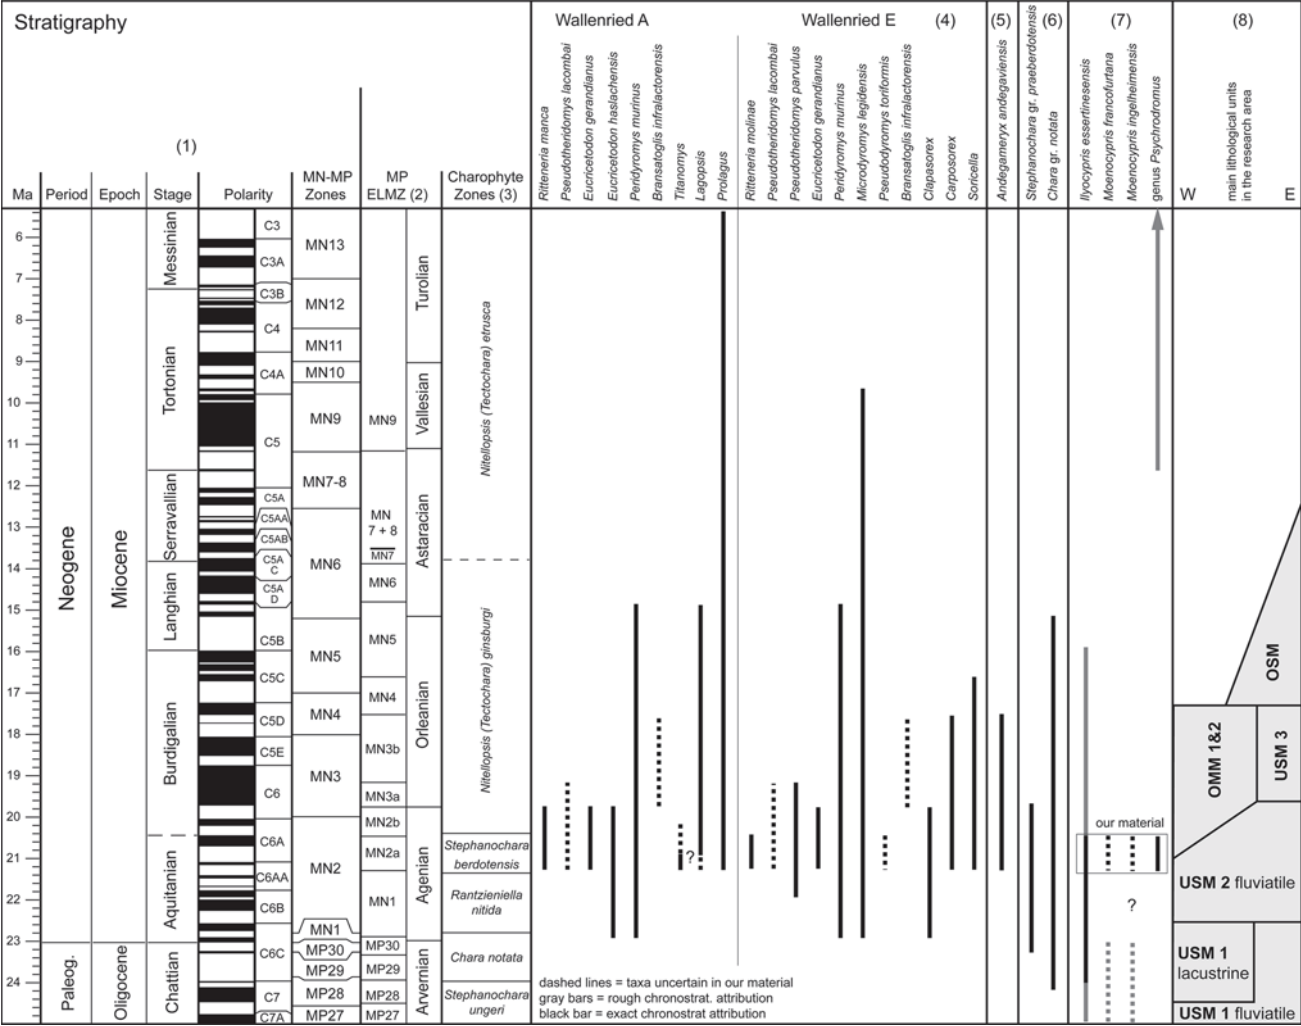 Stratigraphy
Wallenried A
Wallenried E
(4)
(5)
(6)
(7)
(8)
(1)
Ma
Period
Epoch
Stage
Polarity
MN-MP
Zones
MP
ELMZ (2)
Charophyte
Zones (3)
Ritteneria manca
Pseudotheridomys lacombai
Eucricetodon gerandianus
Eucricetodon haslachensis
Peridyromys murinus
Bransatoglis infralactorensis
Titanomys
Lagopsis
Prolagus
Ritteneria molinae
Pseudotheridomys lacombai
Pseudotheridomys parvulus
Eucricetodon gerandianus
Peridyromys murinus
Microdyromys legidensis
Pseudodryomys toriformis
Bransatoglis infralactorensis
Clapasorex
Carposorex
Soricella
Andegameryx andegaviensis
Stephanochara gr. praeberdotensis
Chara gr. notata
Ilyocypris essertinesensis
Moenocypris francofurtana
Moenocypris ingelheimensis
genus Psychrodromus
W
main lithological units
in the research area
E
6
7
8
9
10
11
12
13
14
15
16
17
18
19
20
21
22
23
24
Neogene
Paleog.
Miocene
Oligocene
Messinian
Tortonian
Serravallian
Langhian
Burdigalian
Aquitanian
Chattian
C3
C3A
C3B
C4
C4A
C5
C5A
C5AA
C5AB
C5A
C
C5A
D
C5B
C5C
C5D
C5E
C6
C6A
C6AA
C6B
C6C
C7
C7A
MN13
MN12
MN11
MN10
MN9
MN7-8
MN6
MN5
MN4
MN3
MN2
MN1
MP30
MP29
MP28
MP27
MN9
MN
7 + 8
MN7
MN6
MN5
MN4
MN3b
MN3a
MN2b
MN2a
MN1
MP30
MP29
MP28
MP27
Turolian
Vallesian
Astaracian
Orleanian
Agenian
Arvernian
Nitellopsis (Tectochara) etrusca
Nitellopsis (Tectochara) ginsburgi
Stephanochara
berdotensis
Rantzieniella
nitida
Chara notata
Stephanochara
ungeri
?
our material
?
OSM
OMM 1&2
USM 3
USM 2 fluviatile
USM 1
lacustrine
USM 1 fluviatile
dashed lines = taxa uncertain in our material
gray bars = rough chronostrat. attribution
black bar = exact chronostrat attribution